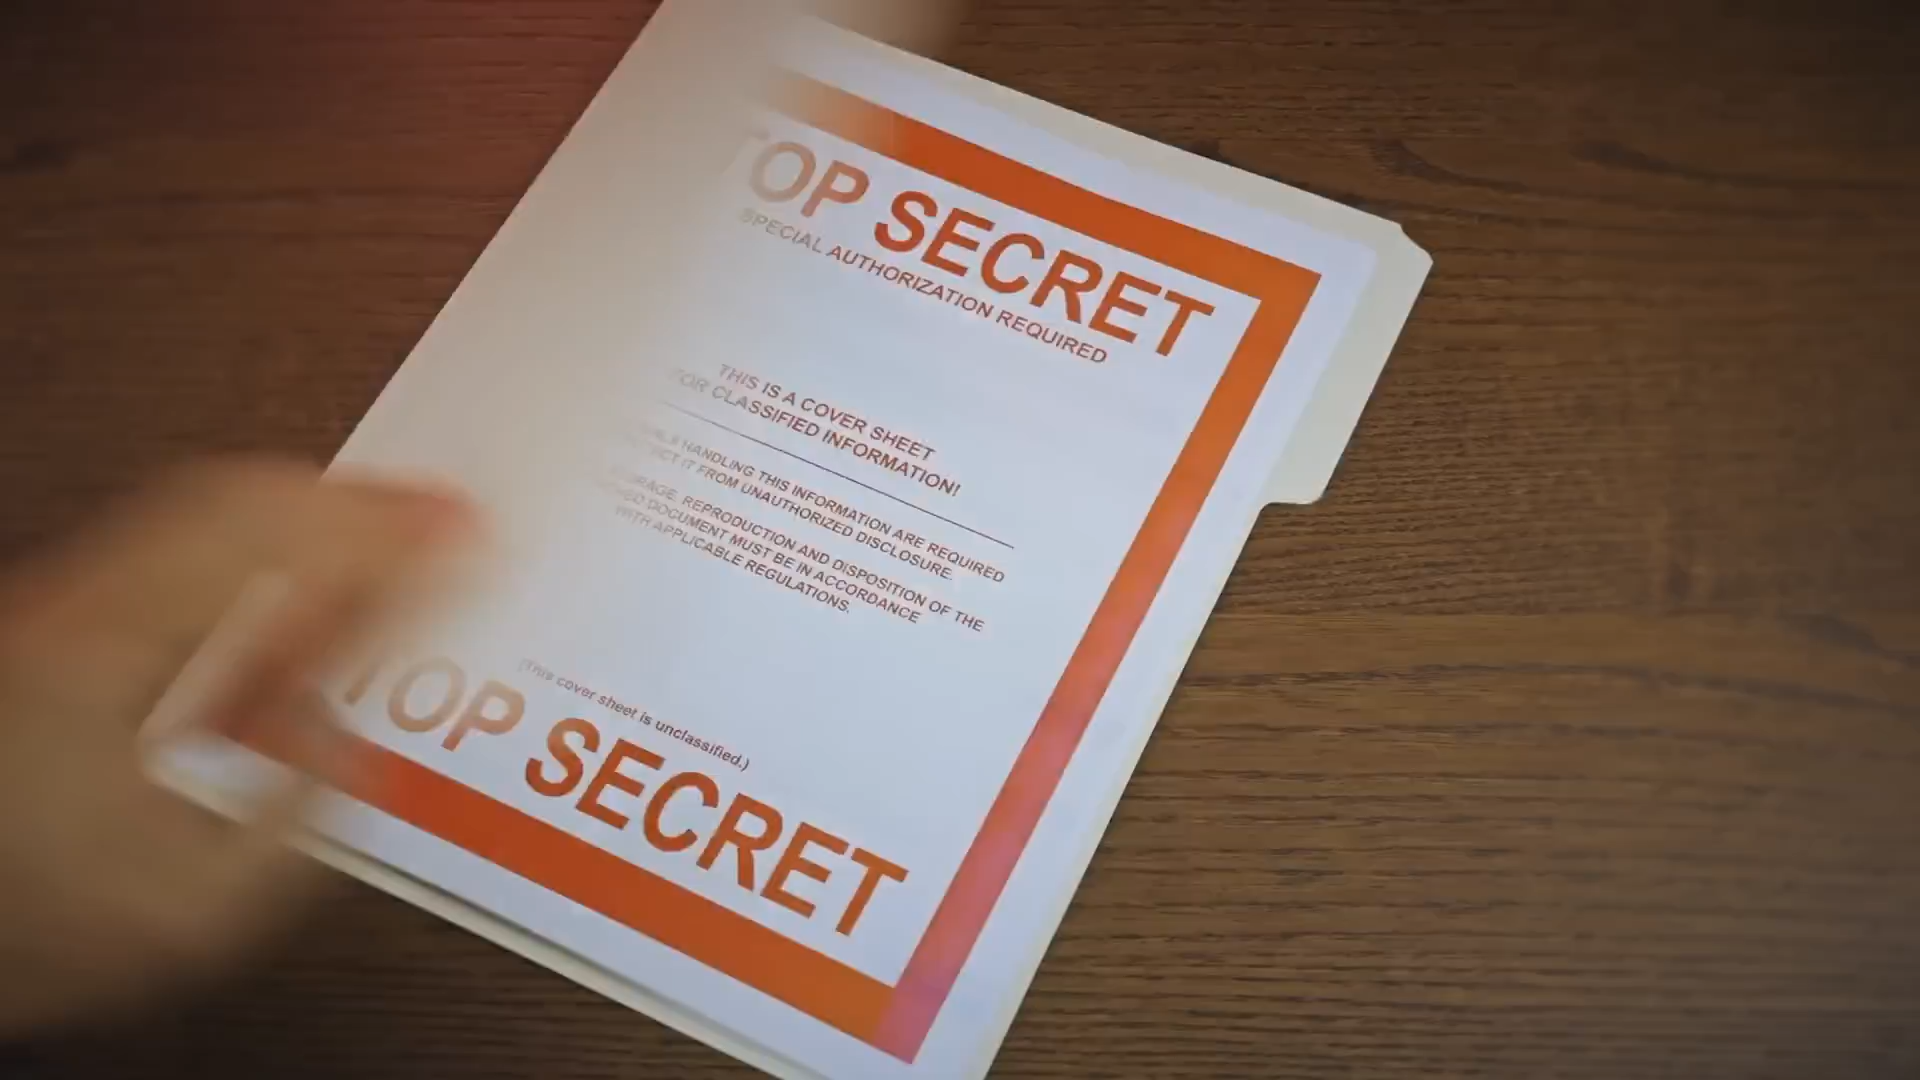 TOP SECRET
SPECIAL AUTHORIZATION REQUIRED
THIS IS A COVER SHEET
FOR CLASSIFIED INFORMATION!
HANDLING THIS INFORMATION ARE REQUIRED
IT FROM UNAUTHORIZED DISCLOSURE.
REPRODUCTION AND DISPOSITION OF THE
DOCUMENT MUST BE IN ACCORDANCE
WITH APPLICABLE REGULATIONS.
(This cover sheet is unclassified.)
TOP SECRET